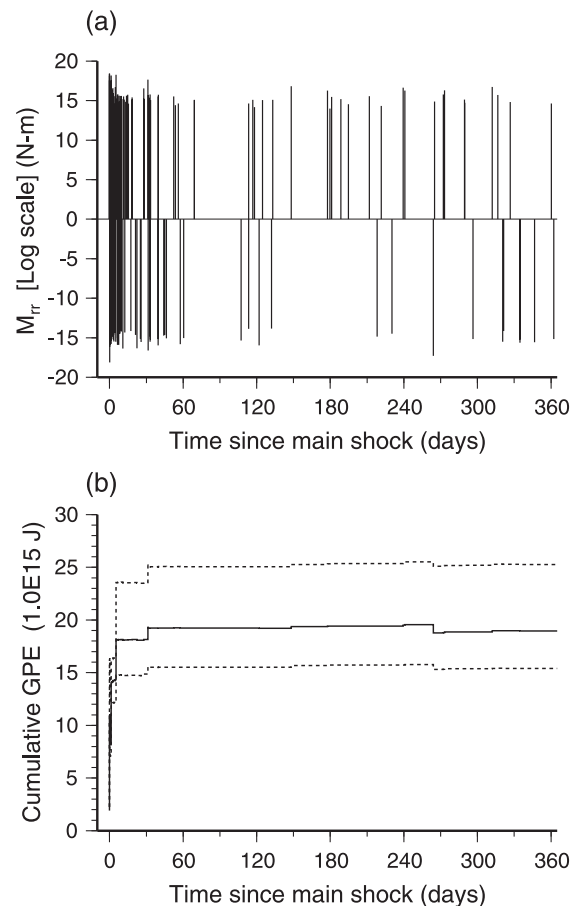 (a)
20
15
10
5
0
-5
-10
-15
-20
M_rr [Log scale] (N-m)
0 60 120 180 240 300 360
Time since main shock (days)
(b)
30
25
20
15
10
5
0
Cumulative GPE (1.0E15 J)
0 60 120 180 240 300 360
Time since main shock (days)